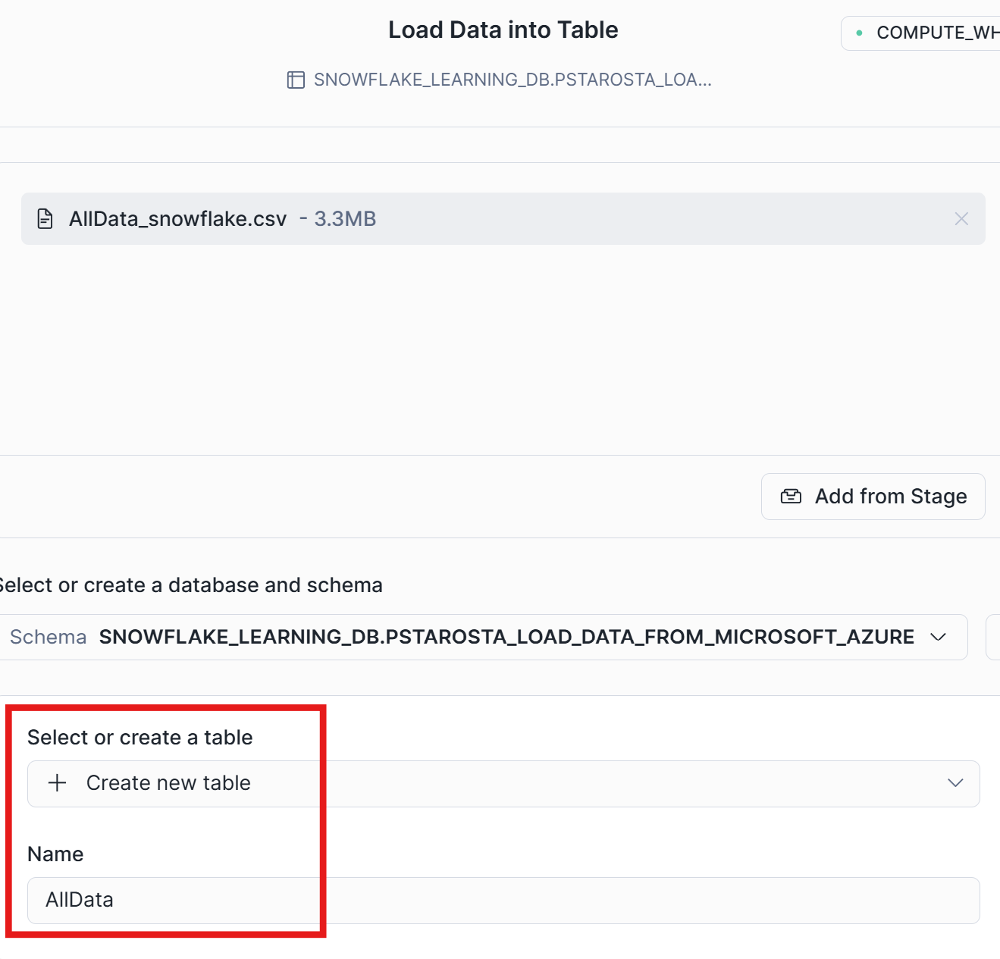 Load Data into Table
COMPUTE_WH
SNOWFLAKE_LEARNING_DB.PSTAROSTA_LOA...
AllData_snowflake.csv - 3.3MB
Add from Stage
Select or create a database and schema
Schema SNOWFLAKE_LEARNING_DB.PSTAROSTA_LOAD_DATA_FROM_MICROSOFT_AZURE
Select or create a table
Create new table
Name
AllData